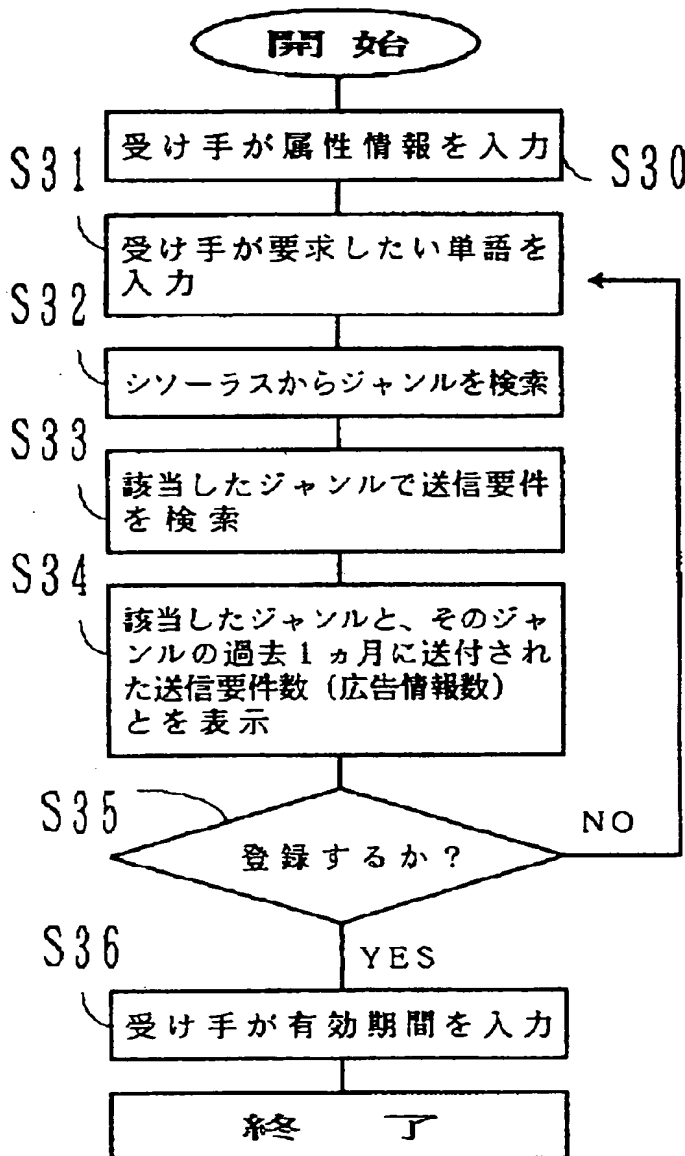 開始
受け手が属性情報を入力
S30
S31
受け手が要求したい単語を
入力
S32
シソーラスからジャンルを検索
S33
該当したジャンルで送信要件
を検索
S34
該当したジャンルと、そのジャ
ンルの過去1ヵ月に送付され
た送信要件数(広告情報数)
とを表示
S35
登録するか?
NO
YES
S36
受け手が有効期間を入力
終了